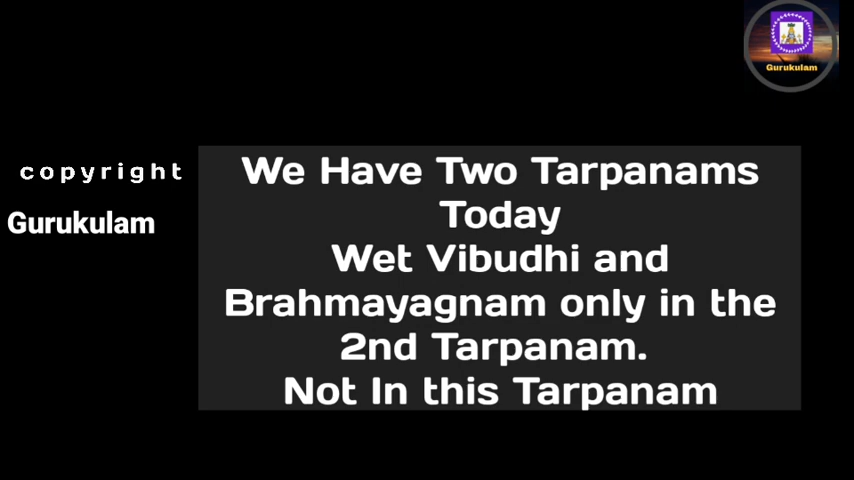 Gurukulam
copyright
Gurukulam
We Have Two Tarpanams
Today
Wet Vibudhi and
Brahmayagnam only in the
2nd Tarpanam.
Not In this Tarpanam